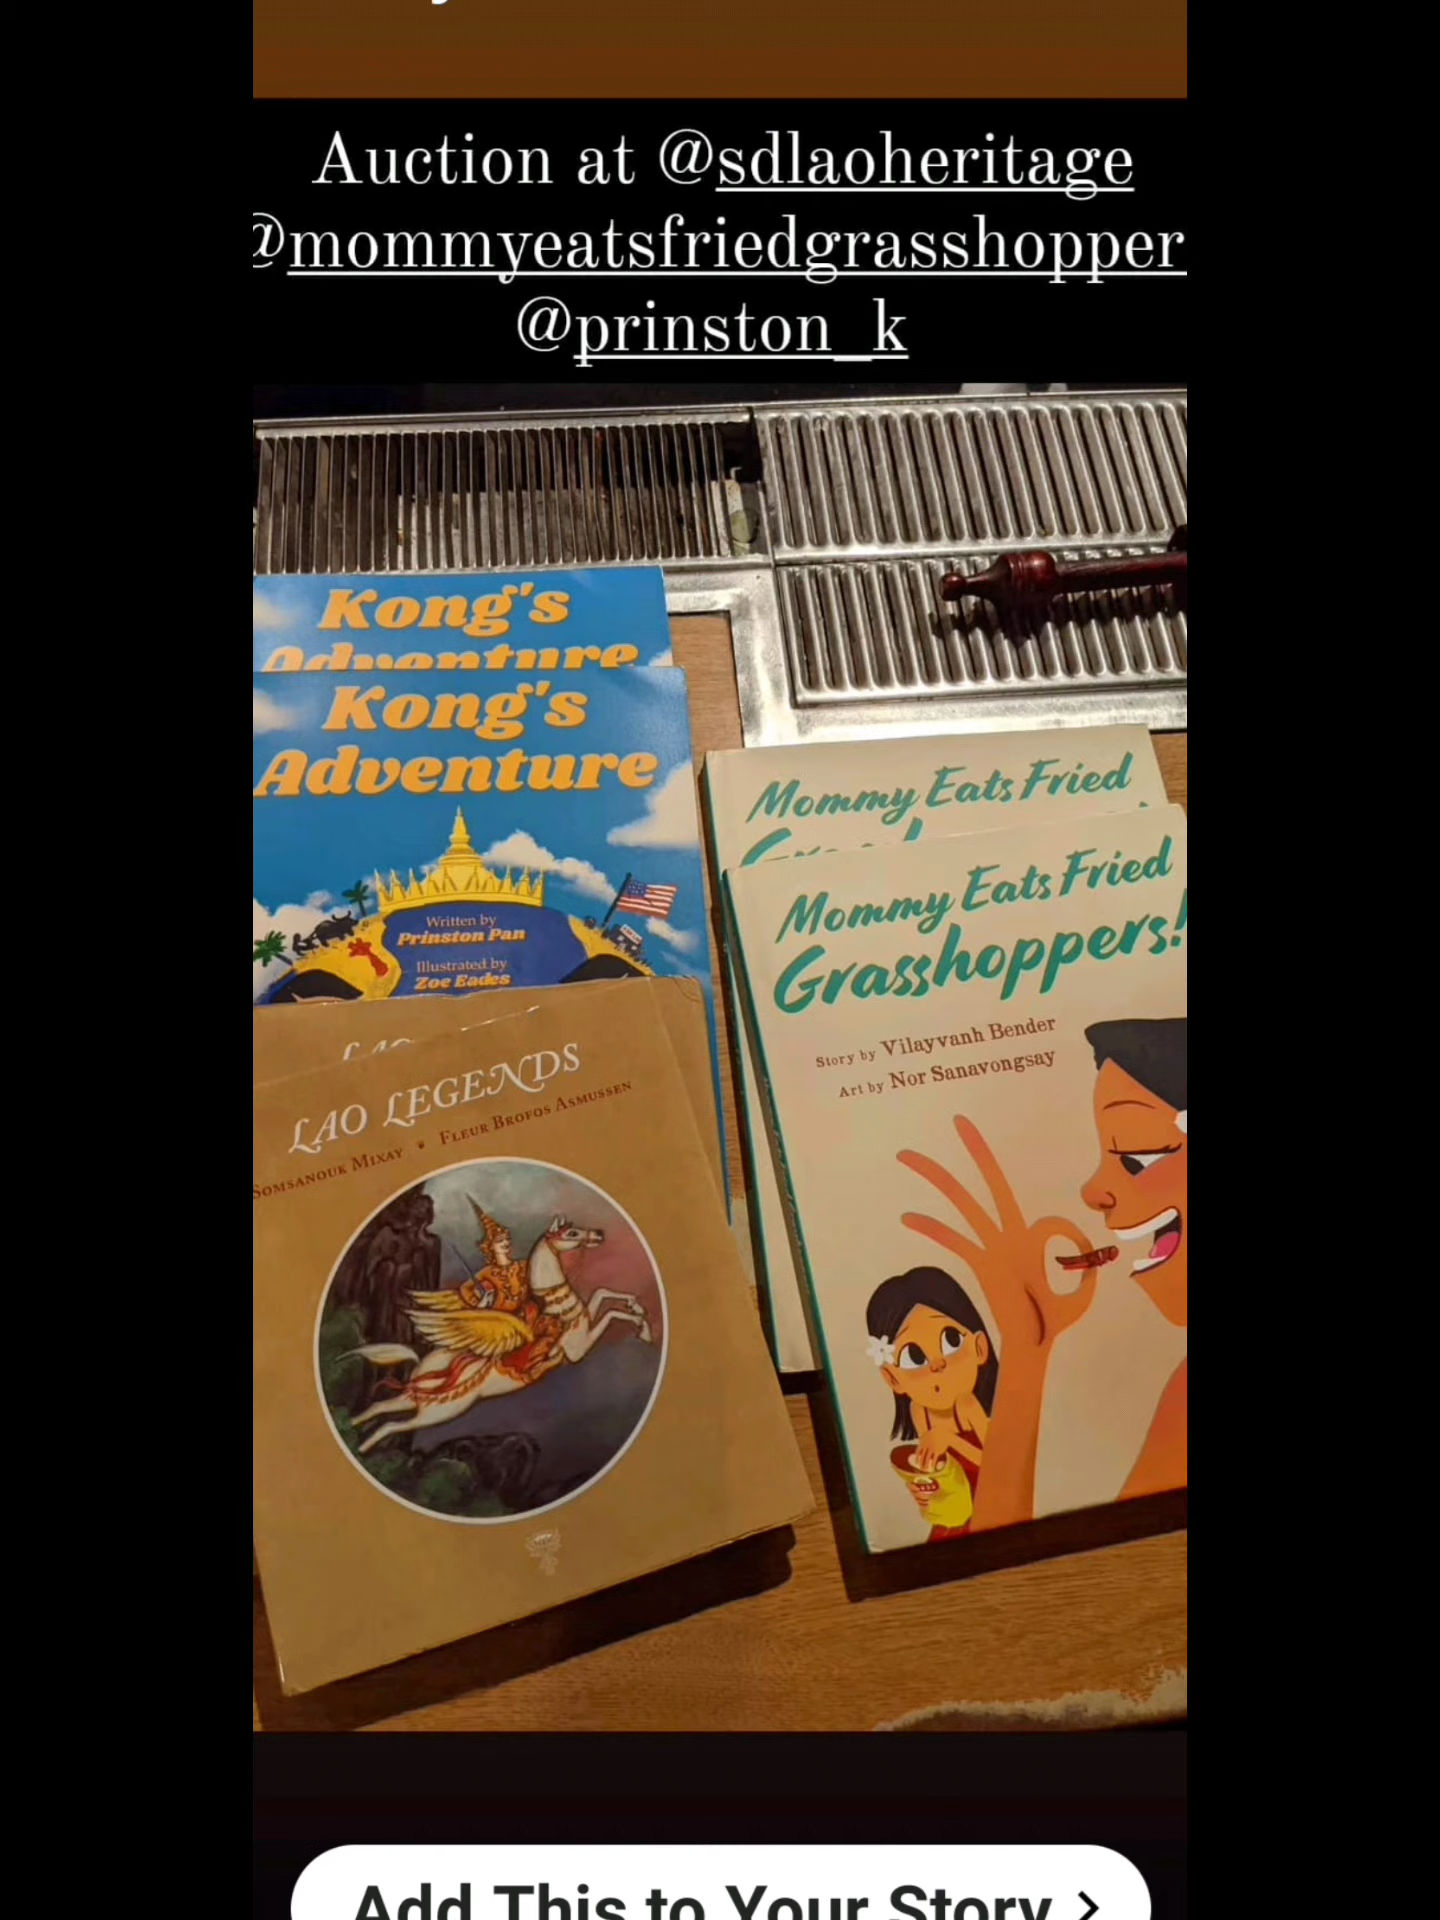 Auction at @sdlaoheritage
@mommyeatsfriedgrasshopper
@prinston_k
Kong's
Adventure
Kong's
Adventure
Written by
Prinston Pan
Illustrated by
Zoe Eades
LAO
LAO LEGENDS
SOMSANOUK MIXAY • FLEUR BROFOS ASMUSSEN
Mommy Eats Fried
Mommy Eats Fried
Grasshoppers!
Story by Vilayvanh Bender
Art by Nor Sanavongsay
Add This to Your Story >